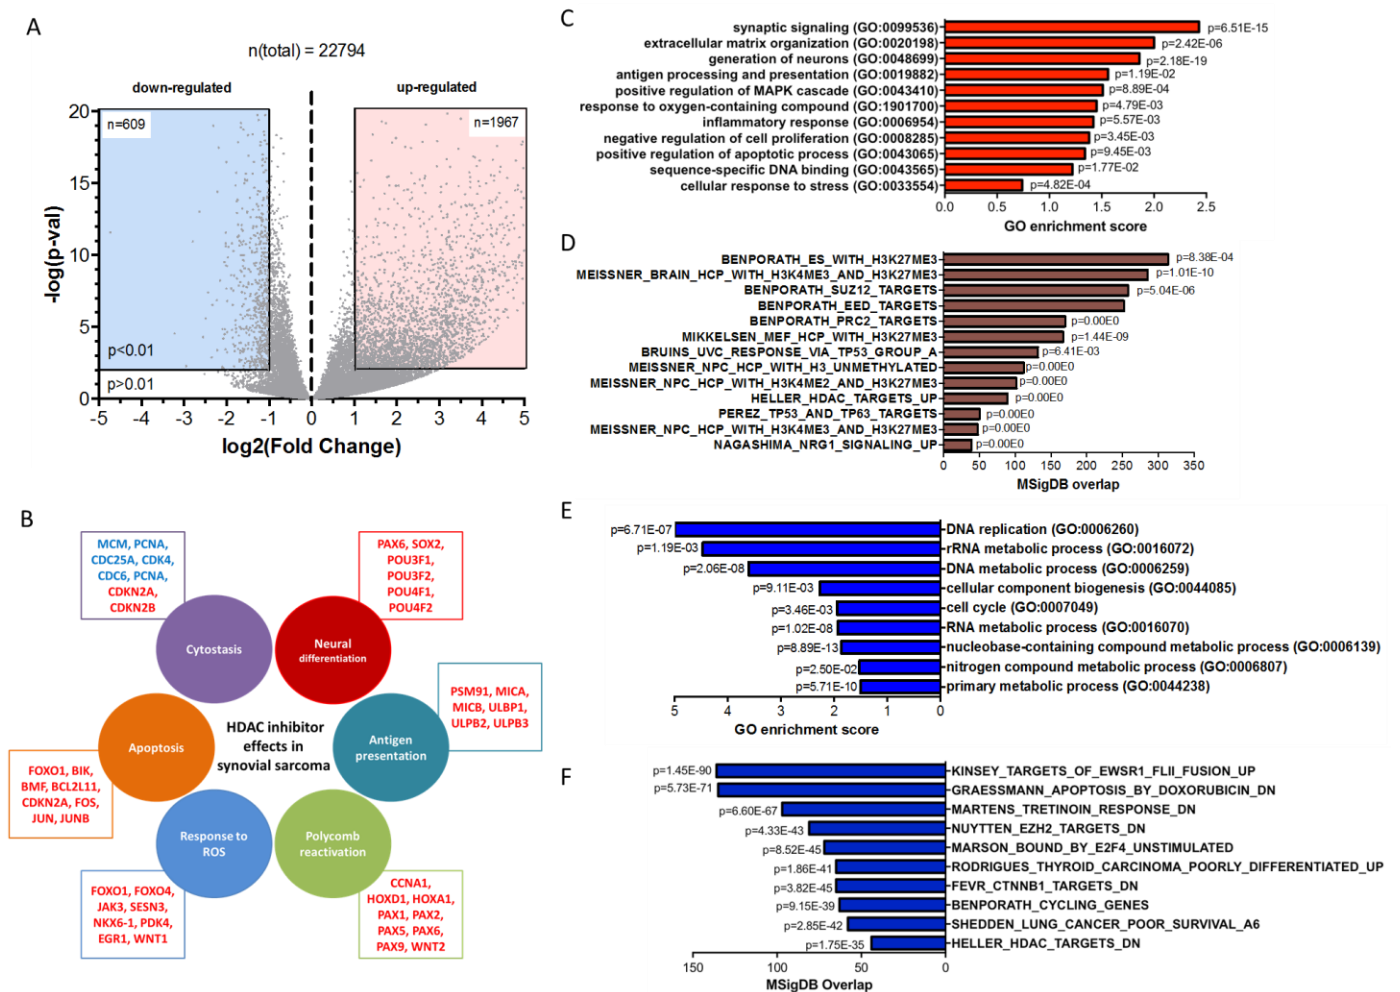 A
n(total) = 22794
down-regulated
up-regulated
n=609
n=1967
p<0.01
p>0.01
20
15
10
5
0
-log(p-val)
-5 -4 -3 -2 -1 0 1 2 3 4 5
log2(Fold Change)
B
MCM, PCNA,
CDC25A, CDK4,
CDC6, PCNA,
CDKN2A,
CDKN2B
PAX6, SOX2,
POU3F1,
POU3F2,
POU4F1,
POU4F2
Cytostasis
Neural
differentiation
PSM91, MICA,
MICB, ULBP1,
ULPB2, ULPB3
Apoptosis
HDAC inhibitor
effects in
synovial sarcoma
Antigen
presentation
FOXO1, BIK,
BMF, BCL2L11,
CDKN2A, FOS,
JUN, JUNB
Response to
ROS
Polycomb
reactivation
FOXO1, FOXO4,
JAK3, SESN3,
NKX6-1, PDK4,
EGR1, WNT1
CCNA1,
HOXD1, HOXA1,
PAX1, PAX2,
PAX5, PAX6,
PAX9, WNT2
C
synaptic signaling (GO:0099536) p=6.51E-15
extracellular matrix organization (GO:0020198) p=2.42E-06
generation of neurons (GO:0048699) p=2.18E-19
antigen processing and presentation (GO:0019882) p=1.19E-02
positive regulation of MAPK cascade (GO:0043410) p=8.89E-04
response to oxygen-containing compound (GO:1901700) p=4.79E-03
inflammatory response (GO:0006954) p=5.57E-03
negative regulation of cell proliferation (GO:0008285) p=3.45E-03
positive regulation of apoptotic process (GO:0043065) p=9.45E-03
sequence-specific DNA binding (GO:0043565) p=1.77E-02
cellular response to stress (GO:0033554) p=4.82E-04
0.0 0.5 1.0 1.5 2.0 2.5
GO enrichment score
D
BENPORATH_ES_WITH_H3K27ME3 p=8.38E-04
MEISSNER_BRAIN_HCP_WITH_H3K4ME3_AND_H3K27ME3 p=1.01E-10
BENPORATH_SUZ12_TARGETS p=5.04E-06
BENPORATH_EED_TARGETS
BENPORATH_PRC2_TARGETS p=0.00E0
MIKKELSEN_MEF_HCP_WITH_H3K27ME3 p=1.44E-09
BRUINS_UVC_RESPONSE_VIA_TP53_GROUP_A p=6.41E-03
MEISSNER_NPC_HCP_WITH_H3_UNMETHYLATED p=0.00E0
MEISSNER_NPC_HCP_WITH_H3K4ME2_AND_H3K27ME3 p=0.00E0
HELLER_HDAC_TARGETS_UP p=0.00E0
PEREZ_TP53_AND_TP63_TARGETS p=0.00E0
MEISSNER_NPC_HCP_WITH_H3K4ME3_AND_H3K27ME3 p=0.00E0
NAGASHIMA_NRG1_SIGNALING_UP p=0.00E0
0 50 100 150 200 250 300 350
MSigDB overlap
E
p=6.71E-07 DNA replication (GO:0006260)
p=1.19E-03 rRNA metabolic process (GO:0016072)
p=2.06E-08 DNA metabolic process (GO:0006259)
p=9.11E-03 cellular component biogenesis (GO:0044085)
p=3.46E-03 cell cycle (GO:0007049)
p=1.02E-08 RNA metabolic process (GO:0016070)
p=8.89E-13 nucleobase-containing compound metabolic process (GO:0006139)
p=2.50E-02 nitrogen compound metabolic process (GO:0006807)
p=5.71E-10 primary metabolic process (GO:0044238)
5 4 3 2 1 0
GO enrichment score
F
p=1.45E-90 KINSEY_TARGETS_OF_EWSR1_FLII_FUSION_UP
p=5.73E-71 GRAESSMANN_APOPTOSIS_BY_DOXORUBICIN_DN
p=6.60E-67 MARTENS_TRETINOIN_RESPONSE_DN
p=4.33E-43 NUYTTEN_EZH2_TARGETS_DN
p=8.52E-45 MARSON_BOUND_BY_E2F4_UNSTIMULATED
p=1.86E-41 RODRIGUES_THYROID_CARCINOMA_POORLY_DIFFERENTIATED_UP
p=3.82E-45 FEVR_CTNNB1_TARGETS_DN
p=9.15E-39 BENPORATH_CYCLING_GENES
p=2.85E-42 SHEDDEN_LUNG_CANCER_POOR_SURVIVAL_A6
p=1.75E-35 HELLER_HDAC_TARGETS_DN
150 100 50 0
MSigDB Overlap